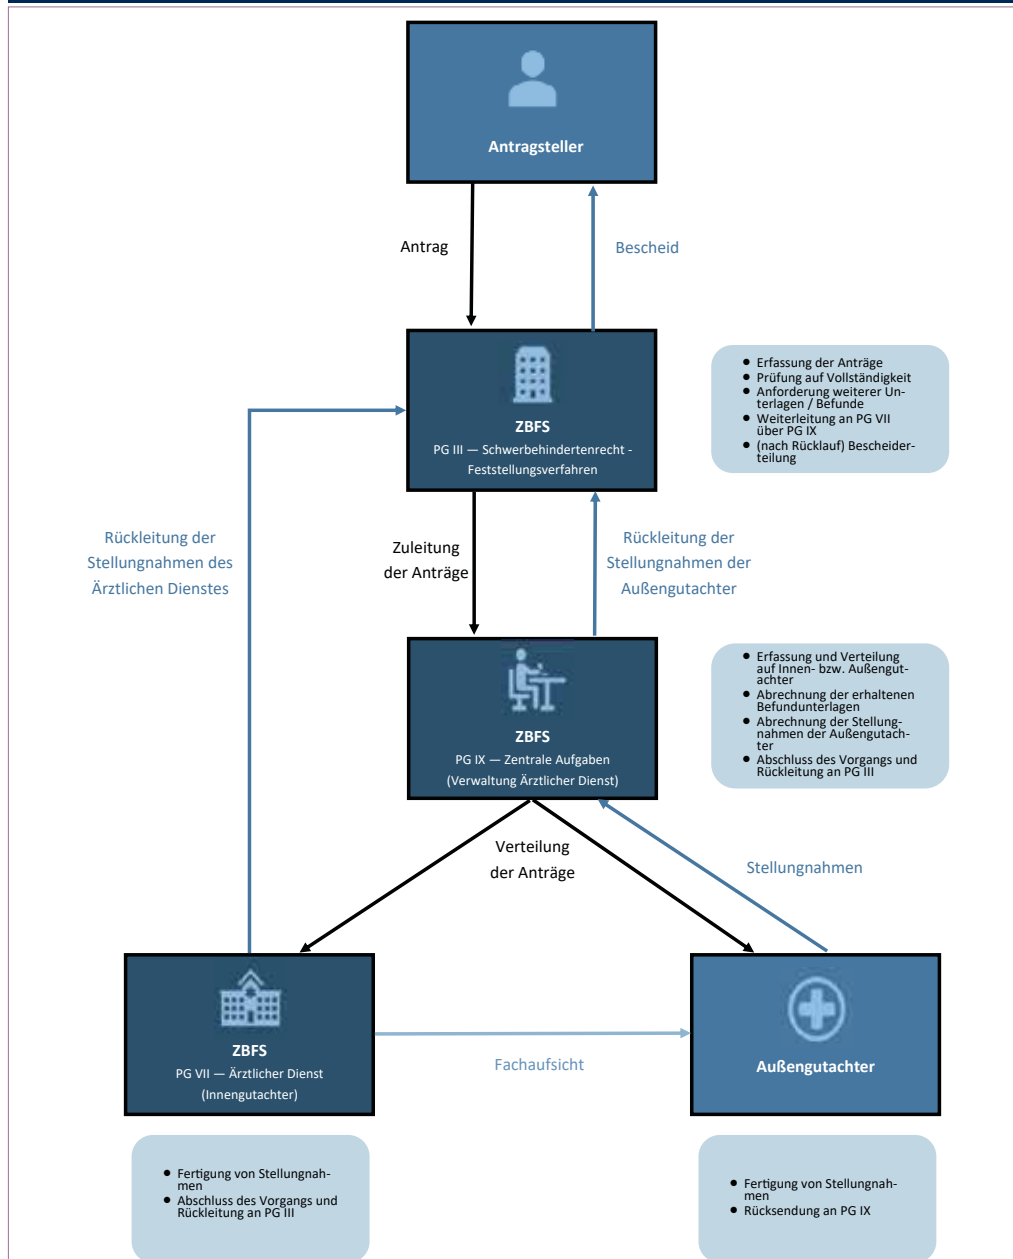 Antragsteller
Antrag
Bescheid
ZBFS
PG III — Schwerbehindertenrecht -
Feststellungsverfahren
● Erfassung der Anträge
● Prüfung auf Vollständigkeit
● Anforderung weiterer Un-
terlagen / Befunde
● Weiterleitung an PG VII
über PG IX
● (nach Rücklauf) Bescheider-
teilung
Rückleitung der
Stellungnahmen des
Ärztlichen Dienstes
Zuleitung
der Anträge
Rückleitung der
Stellungnahmen der
Außengutachter
ZBFS
PG IX — Zentrale Aufgaben
(Verwaltung Ärztlicher Dienst)
● Erfassung und Verteilung
auf Innen- bzw. Außengut-
achter
● Abrechnung der erhaltenen
Befundunterlagen
● Abrechnung der Stellung-
nahmen der Außengutach-
ter
● Abschluss des Vorgangs und
Rückleitung an PG III
Verteilung
der Anträge
Stellungnahmen
ZBFS
PG VII — Ärztlicher Dienst
(Innengutachter)
Fachaufsicht
Außengutachter
● Fertigung von Stellungnah-
men
● Abschluss des Vorgangs und
Rückleitung an PG III
● Fertigung von Stellungnah-
men
● Rücksendung an PG IX